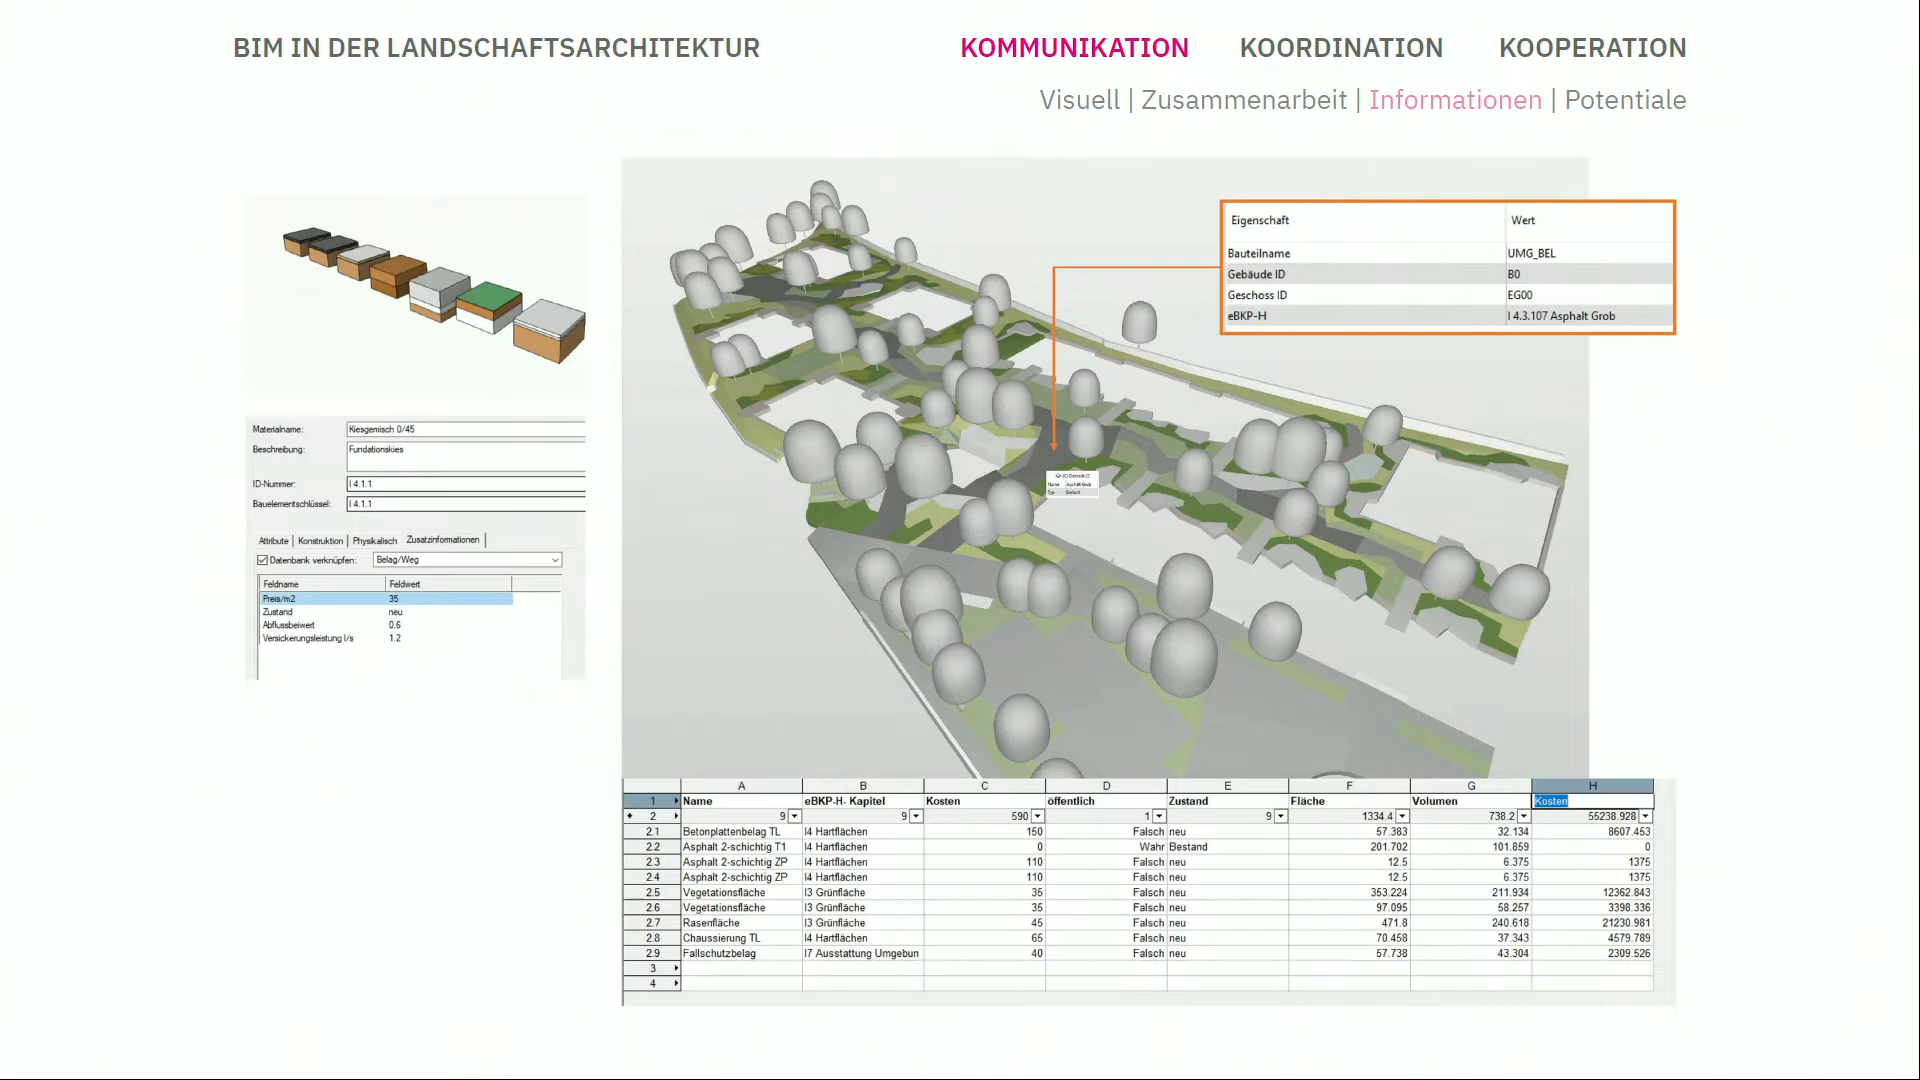 BIM IN DER LANDSCHAFTSARCHITEKTUR
KOMMUNIKATION KOORDINATION KOOPERATION
Visuell | Zusammenarbeit | Informationen | Potentiale
Eigenschaft Wert
Bauteilname UMG_BEL
Gebäude ID B0
Geschoss ID EG00
eBKP-H I 4.3.107 Asphalt Grob
Materialname: Kiesgemisch 0/45
Beschreibung: Fundationskies
ID-Nummer: I 4.1.1
Bauelementschlüssel: I 4.1.1
Attribute Konstruktion Physikalisch Zusatzinformationen
Datenbank verknüpfen: Belag/Weg
Feldname Feldwert
Preis/m2 35
Zustand neu
Abflussbeiwert 0.6
Versickerungsleistung l/s 1.2
Name Asphalt Grob
Typ Default
A B C D E F G H
1 Name eBKP-H- Kapitel Kosten öffentlich Zustand Fläche Volumen Kosten
2 9 9 590 1 9 1334.4 738.2 55238.928
2.1 Betonplattenbelag TL I4 Hartflächen 150 Falsch neu 57.383 32.134 8607.453
2.2 Asphalt 2-schichtig T1 I4 Hartflächen 0 Wahr Bestand 201.702 101.859 0
2.3 Asphalt 2-schichtig ZP I4 Hartflächen 110 Falsch neu 12.5 6.375 1375
2.4 Asphalt 2-schichtig ZP I4 Hartflächen 110 Falsch neu 12.5 6.375 1375
2.5 Vegetationsfläche I3 Grünfläche 35 Falsch neu 353.224 211.934 12362.843
2.6 Vegetationsfläche I3 Grünfläche 35 Falsch neu 97.095 58.257 3398.336
2.7 Rasenfläche I3 Grünfläche 45 Falsch neu 471.8 240.618 21230.981
2.8 Chaussierung TL I4 Hartflächen 65 Falsch neu 70.458 37.343 4579.789
2.9 Fallschutzbelag I7 Ausstattung Umgebun 40 Falsch neu 57.738 43.304 2309.526
3
4